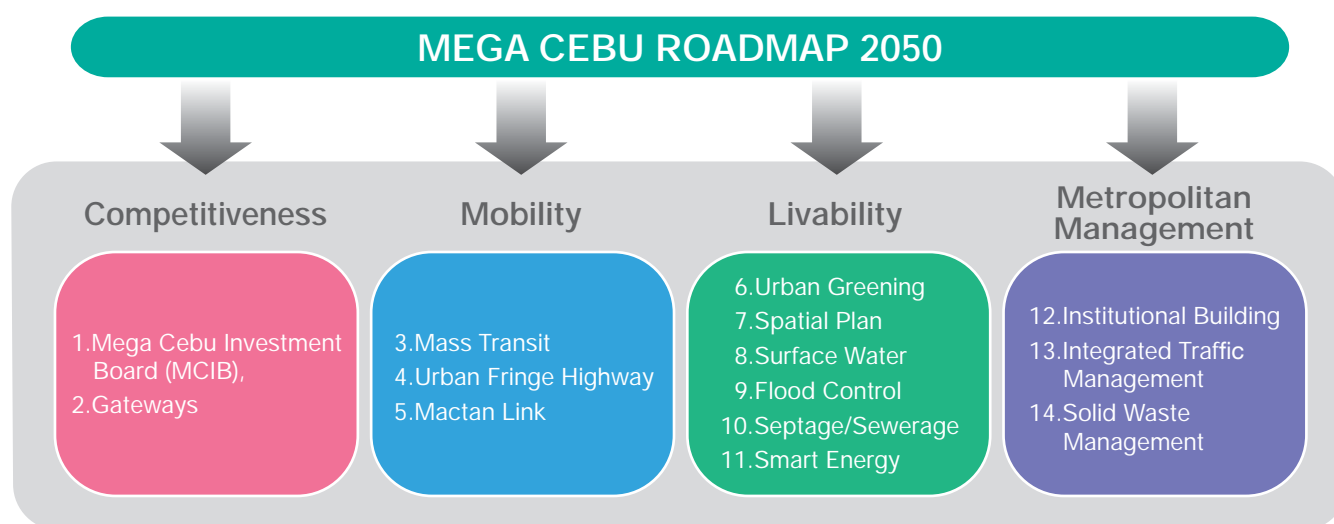 MEGA CEBU ROADMAP 2050
Competitiveness
1.Mega Cebu Investment
Board (MCIB),
2.Gateways
Mobility
3.Mass Transit
4.Urban Fringe Highway
5.Mactan Link
Livability
6.Urban Greening
7.Spatial Plan
8.Surface Water
9.Flood Control
10.Septage/Sewerage
11.Smart Energy
Metropolitan
Management
12.Institutional Building
13.Integrated Traffic
Management
14.Solid Waste
Management